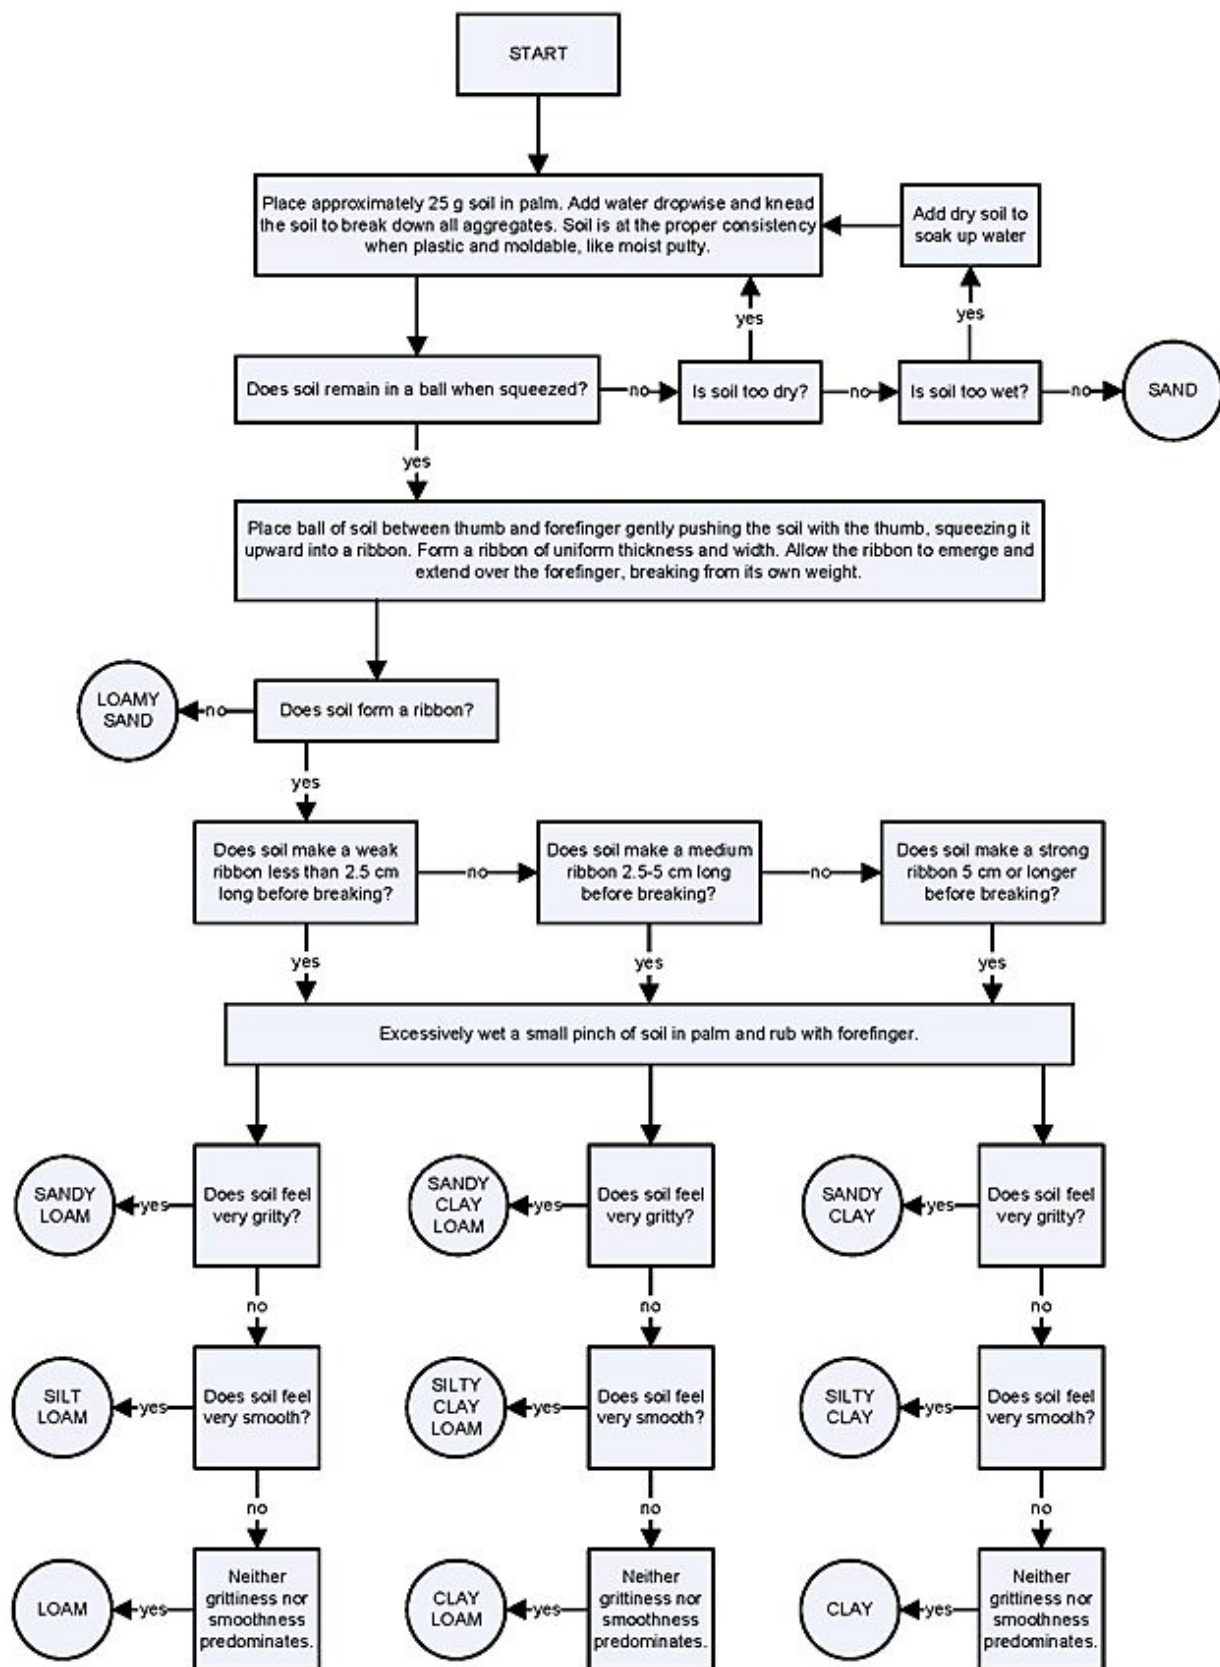 START
Place approximately 25 g soil in palm. Add water dropwise and knead
the soil to break down all aggregates. Soil is at the proper consistency
when plastic and moldable, like moist putty.
Add dry soil to
soak up water
yes
yes
Does soil remain in a ball when squeezed?
no
Is soil too dry?
no
Is soil too wet?
no
SAND
yes
Place ball of soil between thumb and forefinger gently pushing the soil with the thumb, squeezing it
upward into a ribbon. Form a ribbon of uniform thickness and width. Allow the ribbon to emerge and
extend over the forefinger, breaking from its own weight.
LOAMY
SAND
no
Does soil form a ribbon?
yes
Does soil make a weak
ribbon less than 2.5 cm
long before breaking?
no
Does soil make a medium
ribbon 2.5-5 cm long
before breaking?
no
Does soil make a strong
ribbon 5 cm or longer
before breaking?
yes
yes
yes
Excessively wet a small pinch of soil in palm and rub with forefinger.
SANDY
LOAM
yes
Does soil feel
very gritty?
SANDY
CLAY
LOAM
yes
Does soil feel
very gritty?
SANDY
CLAY
yes
Does soil feel
very gritty?
no
no
no
SILT
LOAM
yes
Does soil feel
very smooth?
SILTY
CLAY
LOAM
yes
Does soil feel
very smooth?
SILTY
CLAY
yes
Does soil feel
very smooth?
no
no
no
LOAM
yes
Neither
grittiness nor
smoothness
predominates.
CLAY
LOAM
yes
Neither
grittiness nor
smoothness
predominates.
CLAY
yes
Neither
grittiness nor
smoothness
predominates.